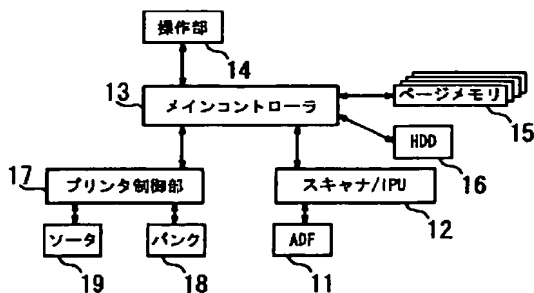 操作部
14
13
メインコントローラ
ページメモリ
15
HDD
16
17
プリンタ制御部
スキャナ/IPU
12
ソータ
バンク
ADF
19
18
11